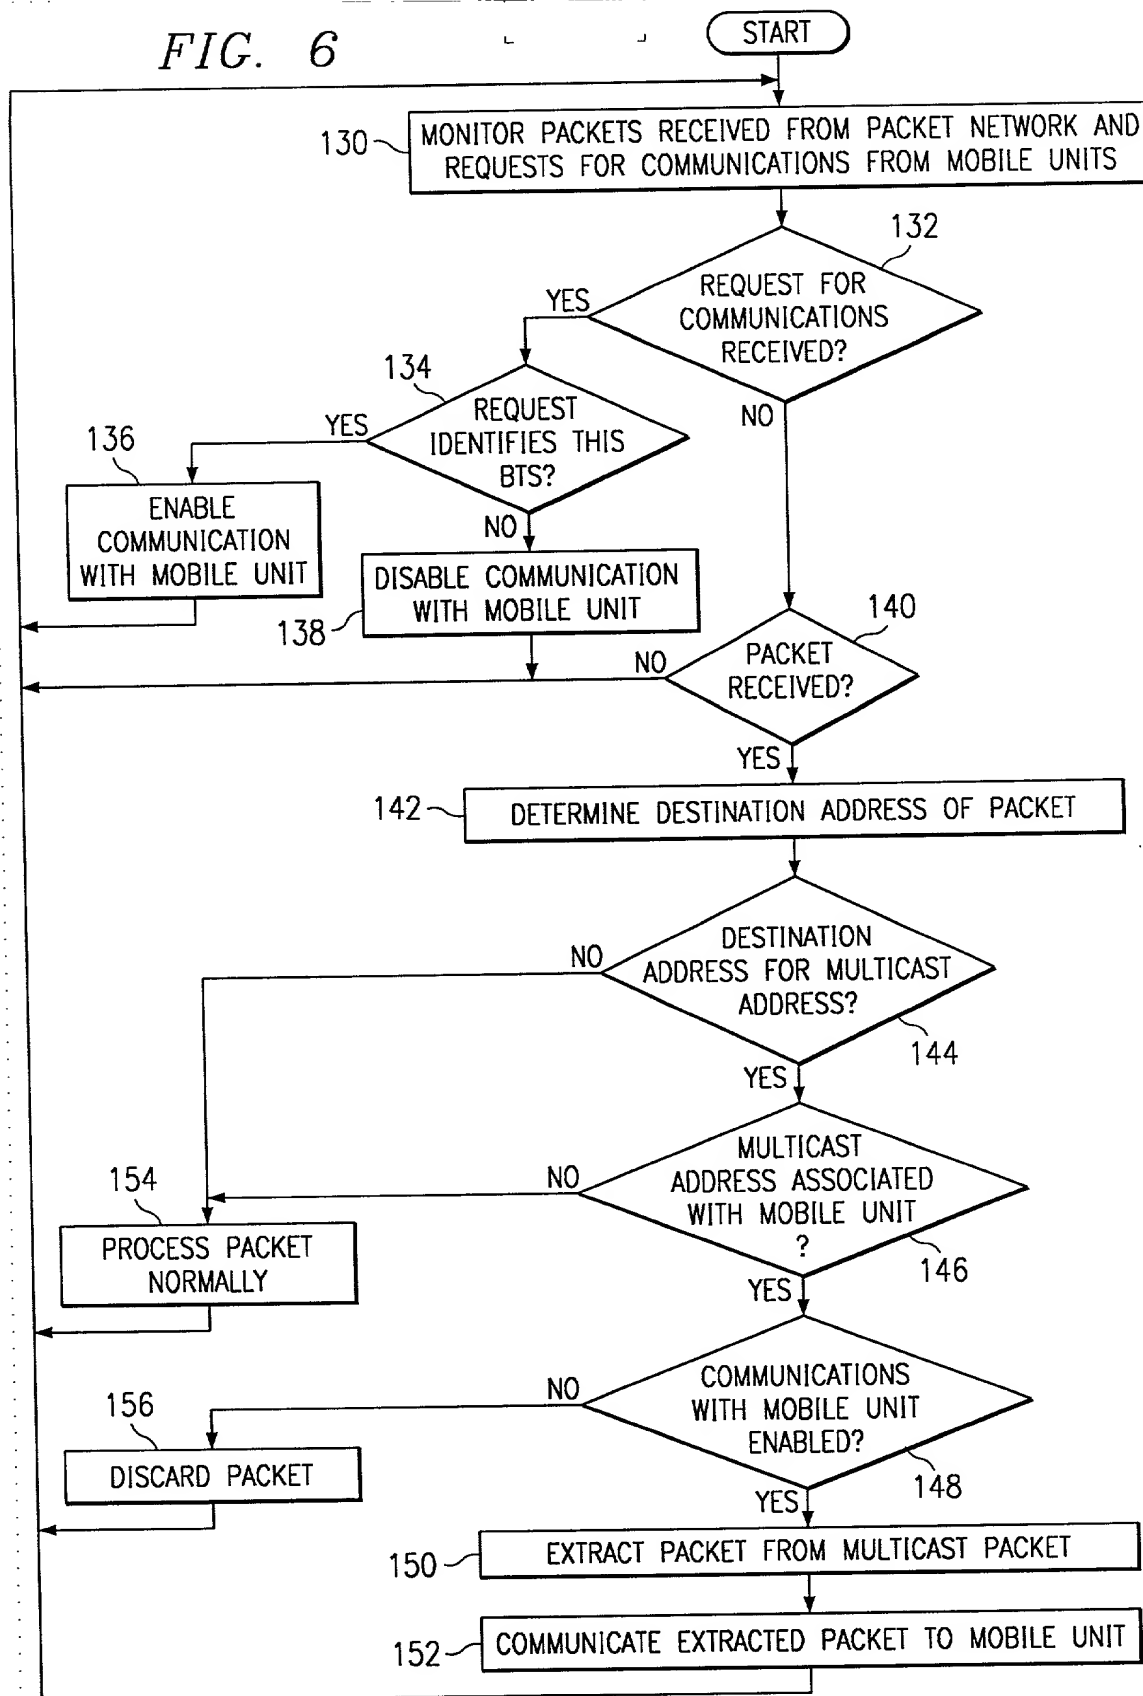 FIG. 6
START
130
MONITOR PACKETS RECEIVED FROM PACKET NETWORK AND
REQUESTS FOR COMMUNICATIONS FROM MOBILE UNITS
132
REQUEST FOR
COMMUNICATIONS
RECEIVED?
YES
NO
134
REQUEST
IDENTIFIES THIS
BTS?
YES
NO
136
ENABLE
COMMUNICATION
WITH MOBILE UNIT
DISABLE COMMUNICATION
WITH MOBILE UNIT
138
140
PACKET
RECEIVED?
NO
YES
142
DETERMINE DESTINATION ADDRESS OF PACKET
DESTINATION
ADDRESS FOR MULTICAST
ADDRESS?
NO
144
YES
MULTICAST
ADDRESS ASSOCIATED
WITH MOBILE UNIT
?
NO
146
YES
154
PROCESS PACKET
NORMALLY
COMMUNICATIONS
WITH MOBILE UNIT
ENABLED?
NO
148
YES
156
DISCARD PACKET
150
EXTRACT PACKET FROM MULTICAST PACKET
152
COMMUNICATE EXTRACTED PACKET TO MOBILE UNIT